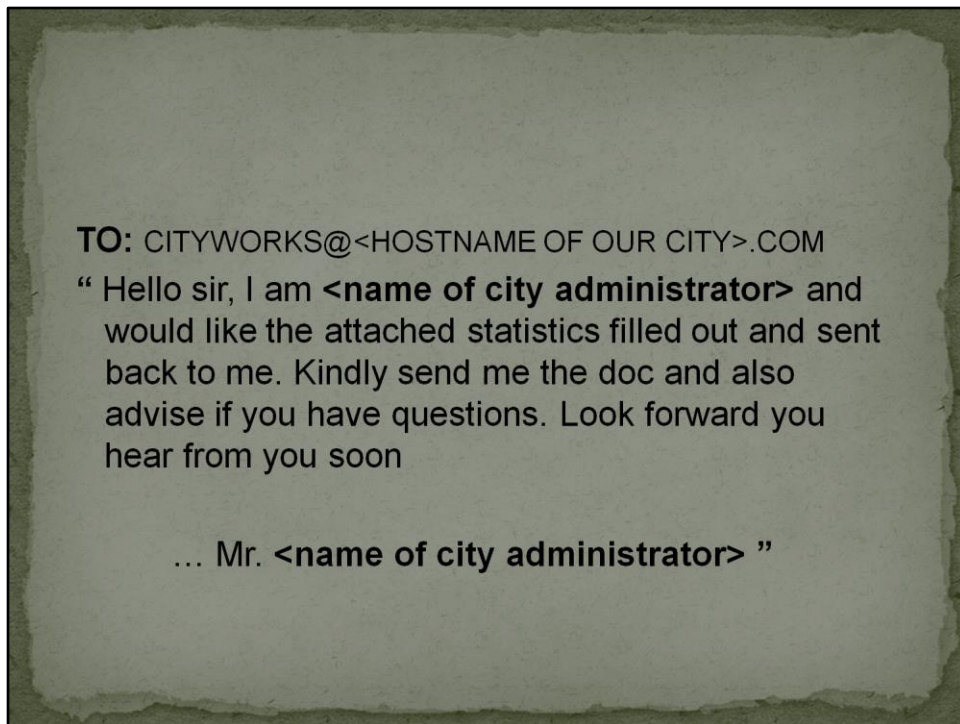 TO: CITYWORKS@<HOSTNAME OF OUR CITY>.COM
“ Hello sir, I am <name of city administrator> and
would like the attached statistics filled out and sent
back to me. Kindly send me the doc and also
advise if you have questions. Look forward you
hear from you soon
… Mr. <name of city administrator> ”